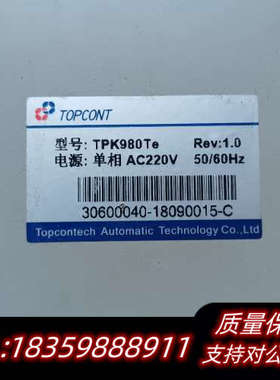 TOPCONT
型号: TPK980Te Rev:1.0
电源: 单相 AC220V 50/60Hz
30600040-18090015-C
Topcontech Automatic Technology Co.,Ltd
质量保
:18359888911
支持对公